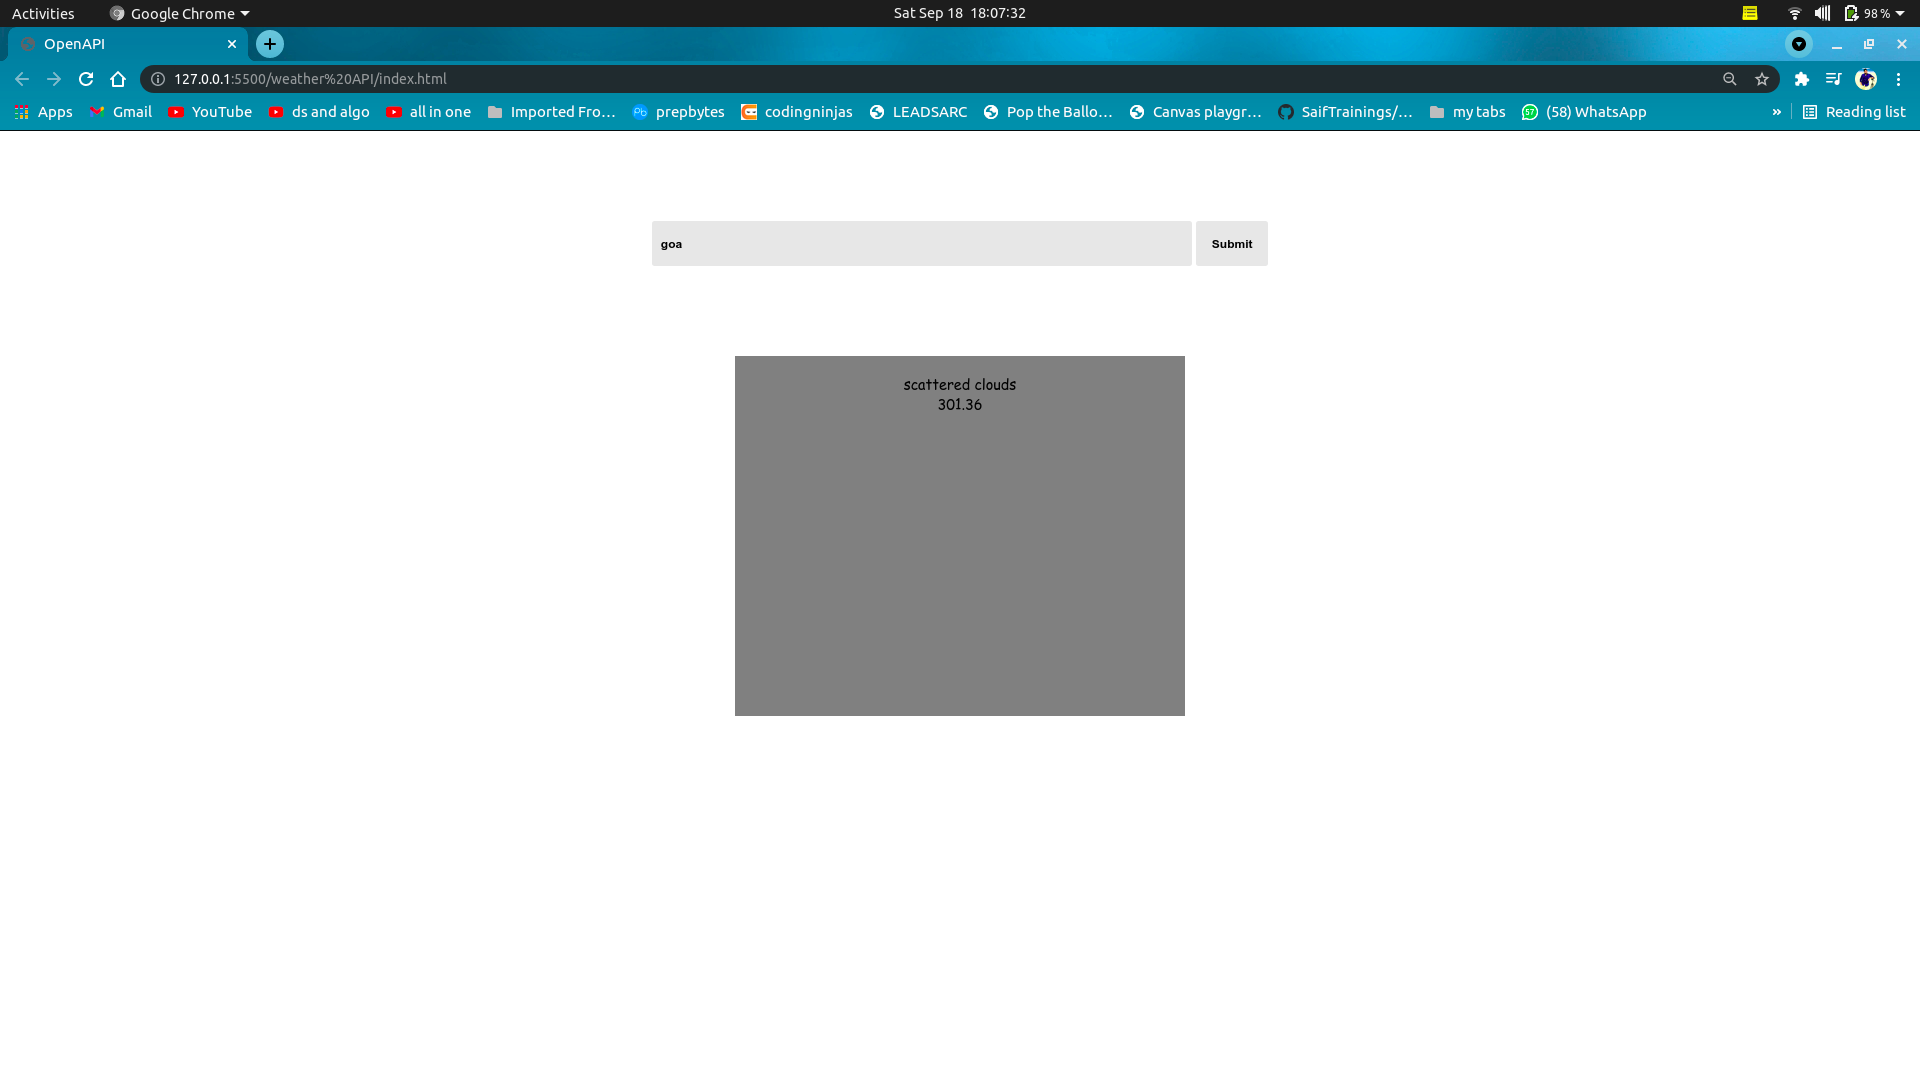 Activities Google Chrome Sat Sep 18 18:07:32 98 %
OpenAPI
127.0.0.1:5500/weather%20API/index.html
Apps Gmail YouTube ds and algo all in one Imported Fro… Pb prepbytes codingninjas LEADSARC Pop the Ballo… Canvas playgr… SaifTrainings/… my tabs 57 (58) WhatsApp » Reading list
goa Submit
scattered clouds
301.36